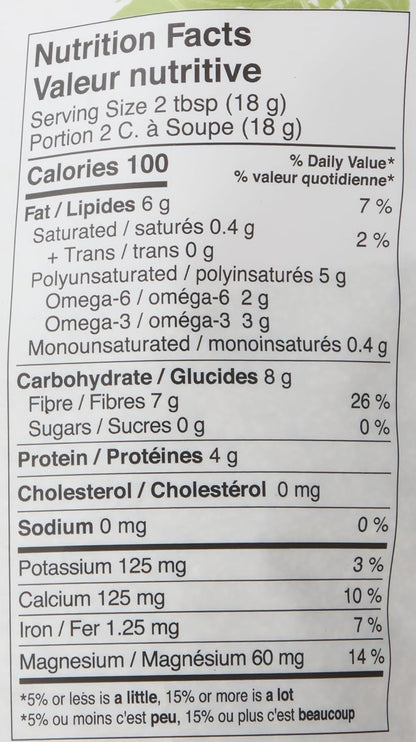 Nutrition Facts
Valeur nutritive
Serving Size 2 tbsp (18 g)
Portion 2 C. à Soupe (18 g)
Calories 100
% Daily Value*
% valeur quotidienne*
Fat / Lipides 6 g 7 %
Saturated / saturés 0.4 g
+ Trans / trans 0 g 2 %
Polyunsaturated / polyinsaturés 5 g
Omega-6 / oméga-6 2 g
Omega-3 / oméga-3 3 g
Monounsaturated / monoinsaturés 0.4 g
Carbohydrate / Glucides 8 g
Fibre / Fibres 7 g 26 %
Sugars / Sucres 0 g 0 %
Protein / Protéines 4 g
Cholesterol / Cholestérol 0 mg
Sodium 0 mg 0 %
Potassium 125 mg 3 %
Calcium 125 mg 10 %
Iron / Fer 1.25 mg 7 %
Magnesium / Magnésium 60 mg 14 %
*5% or less is a little, 15% or more is a lot
*5% ou moins c'est peu, 15% ou plus c'est beaucoup